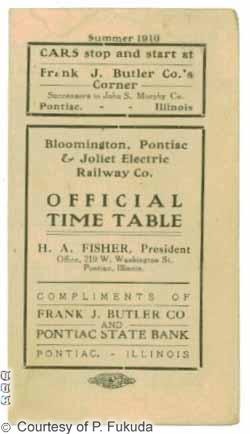 Summer 1910
CARS stop and start at
Frank J. Butler Co.'s
Corner
Successors to John S. Murphy Co.
Pontiac. - - Illinois
Bloomington, Pontiac
& Joliet Electric
Railway Co.
OFFICIAL
TIME TABLE
H. A. FISHER, President
Office, 219 W. Washington St.
Pontiac, Illinois.
COMPLIMENTS OF
FRANK J. BUTLER CO
AND
PONTIAC STATE BANK
PONTIAC. - ILLINOIS
© Courtesy of P. Fukuda